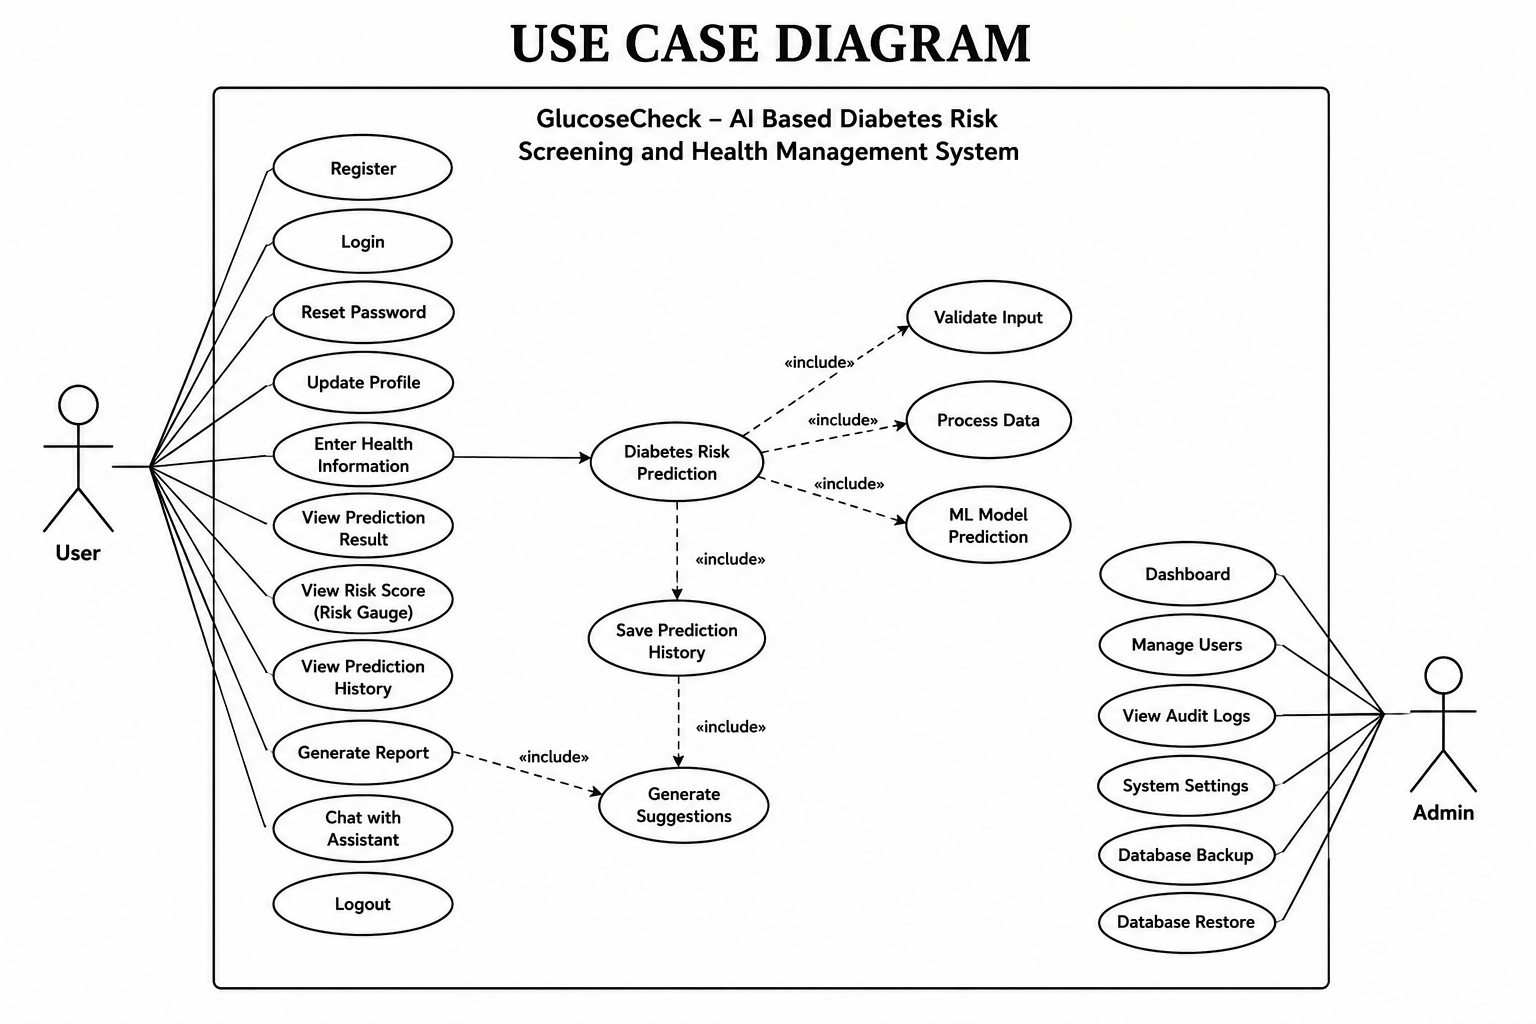 USE CASE DIAGRAM
GlucoseCheck – AI Based Diabetes Risk
Screening and Health Management System
Register
Login
Reset Password
Update Profile
Enter Health
Information
View Prediction
Result
View Risk Score
(Risk Gauge)
View Prediction
History
Generate Report
Chat with
Assistant
Logout
User
Diabetes Risk
Prediction
«include»
Validate Input
«include»
Process Data
«include»
ML Model
Prediction
«include»
Save Prediction
History
«include»
«include»
Generate
Suggestions
Dashboard
Manage Users
View Audit Logs
System Settings
Database Backup
Database Restore
Admin